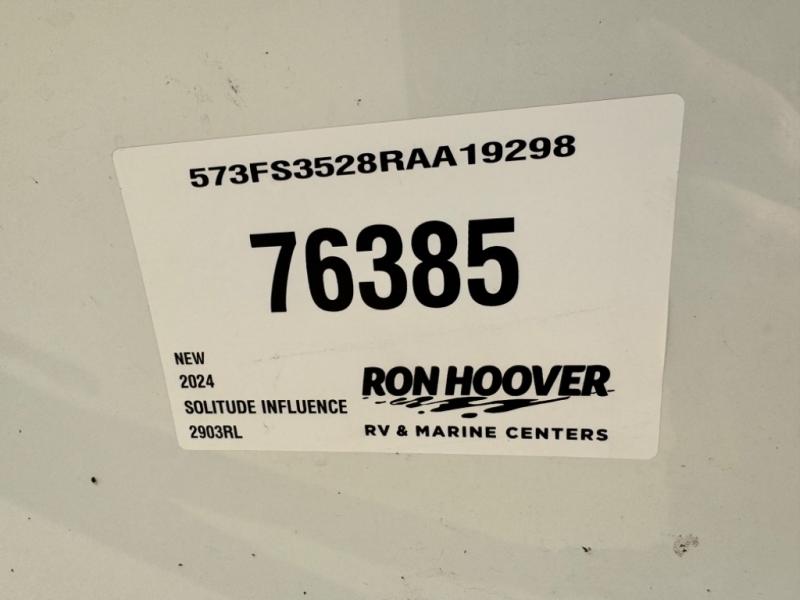 573FS3528RAA19298
76385
NEW
2024
SOLITUDE INFLUENCE
2903RL
RON HOOVER
RV & MARINE CENTERS